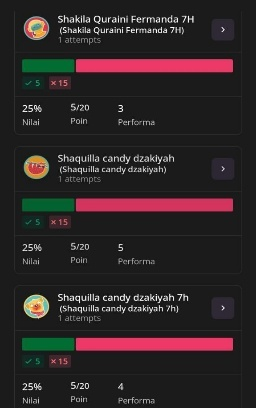 Shakila Quraini Fermanda 7H
(Shakila Quraini Fermanda 7H)
1 attempts
✓ 5 × 15
25% 5/20 3
Nilai Poin Performa
Shaquilla candy dzakiyah
(Shaquilla candy dzakiyah)
1 attempts
✓ 5 × 15
25% 5/20 5
Nilai Poin Performa
Shaquilla candy dzakiyah 7h
(Shaquilla candy dzakiyah 7h)
1 attempts
✓ 5 × 15
25% 5/20 4
Nilai Poin Performa